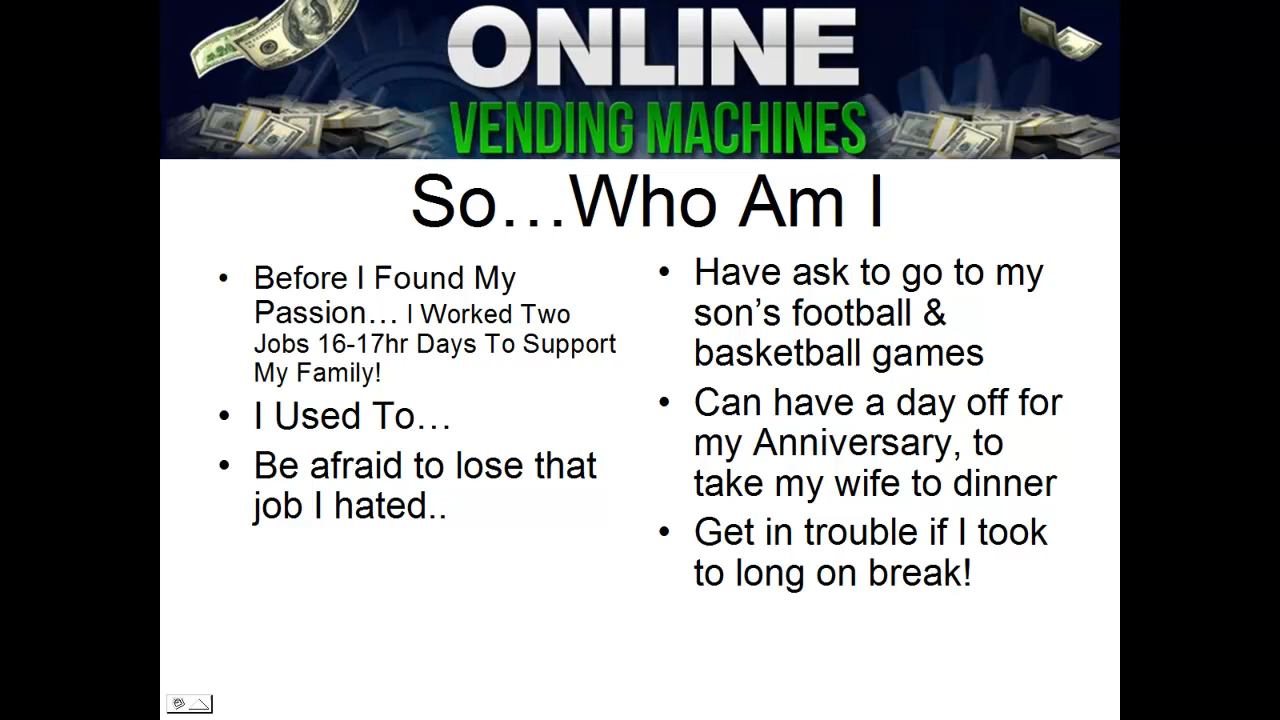 ONLINE
VENDING MACHINES
So…Who Am I
• Before I Found My
Passion… I Worked Two
Jobs 16-17hr Days To Support
My Family!
• I Used To…
• Be afraid to lose that
job I hated..
• Have ask to go to my
son’s football &
basketball games
• Can have a day off for
my Anniversary, to
take my wife to dinner
• Get in trouble if I took
to long on break!